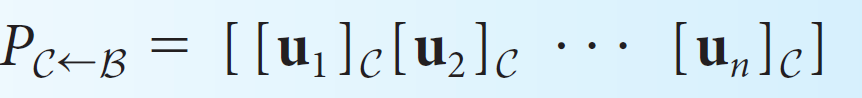 P_{𝒞←ℬ} = [ [𝐮₁]_𝒞 [𝐮₂]_𝒞 ⋯ [𝐮ₙ]_𝒞 ]